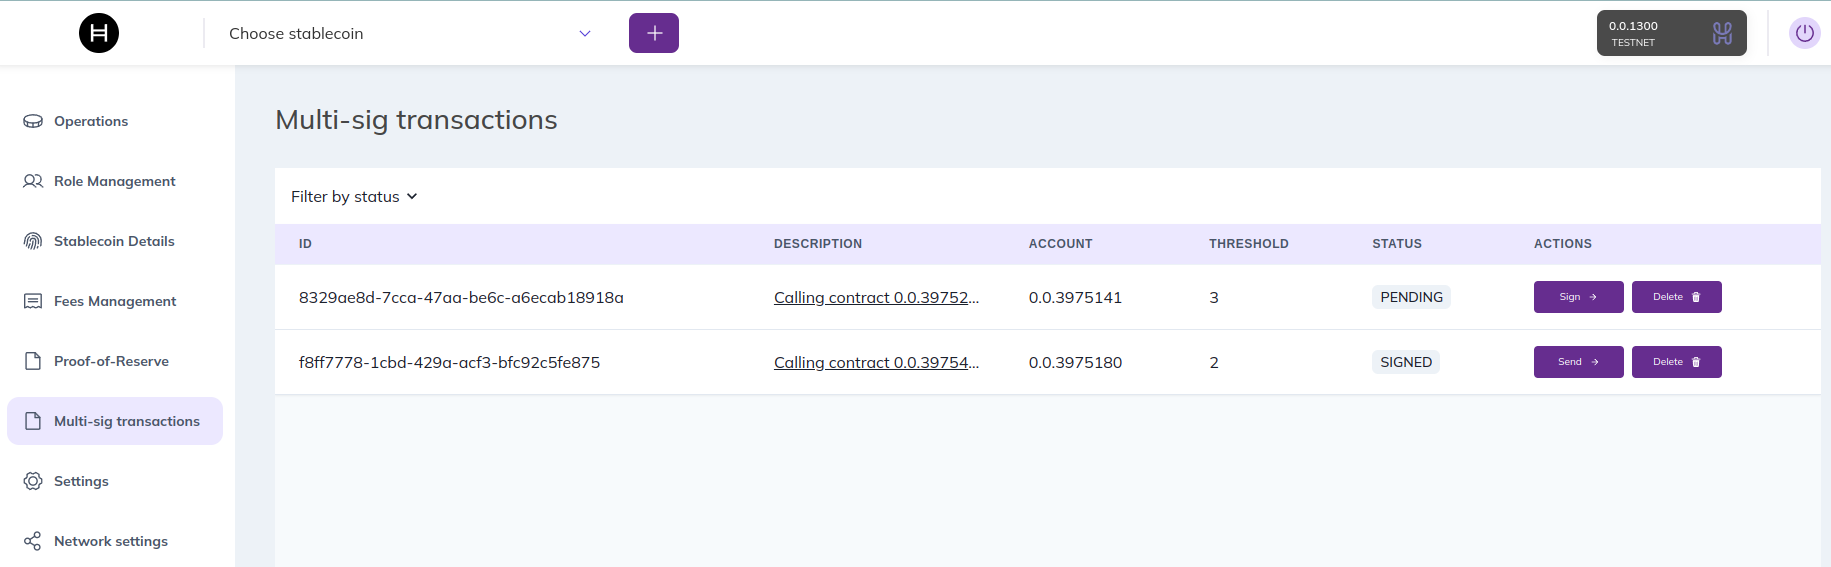 Choose stablecoin
0.0.1300
TESTNET
Operations
Role Management
Stablecoin Details
Fees Management
Proof-of-Reserve
Multi-sig transactions
Settings
Network settings
Multi-sig transactions
Filter by status
ID DESCRIPTION ACCOUNT THRESHOLD STATUS ACTIONS
8329ae8d-7cca-47aa-be6c-a6ecab18918a Calling contract 0.0.39752... 0.0.3975141 3 PENDING Sign Delete
f8ff7778-1cbd-429a-acf3-bfc92c5fe875 Calling contract 0.0.39754... 0.0.3975180 2 SIGNED Send Delete